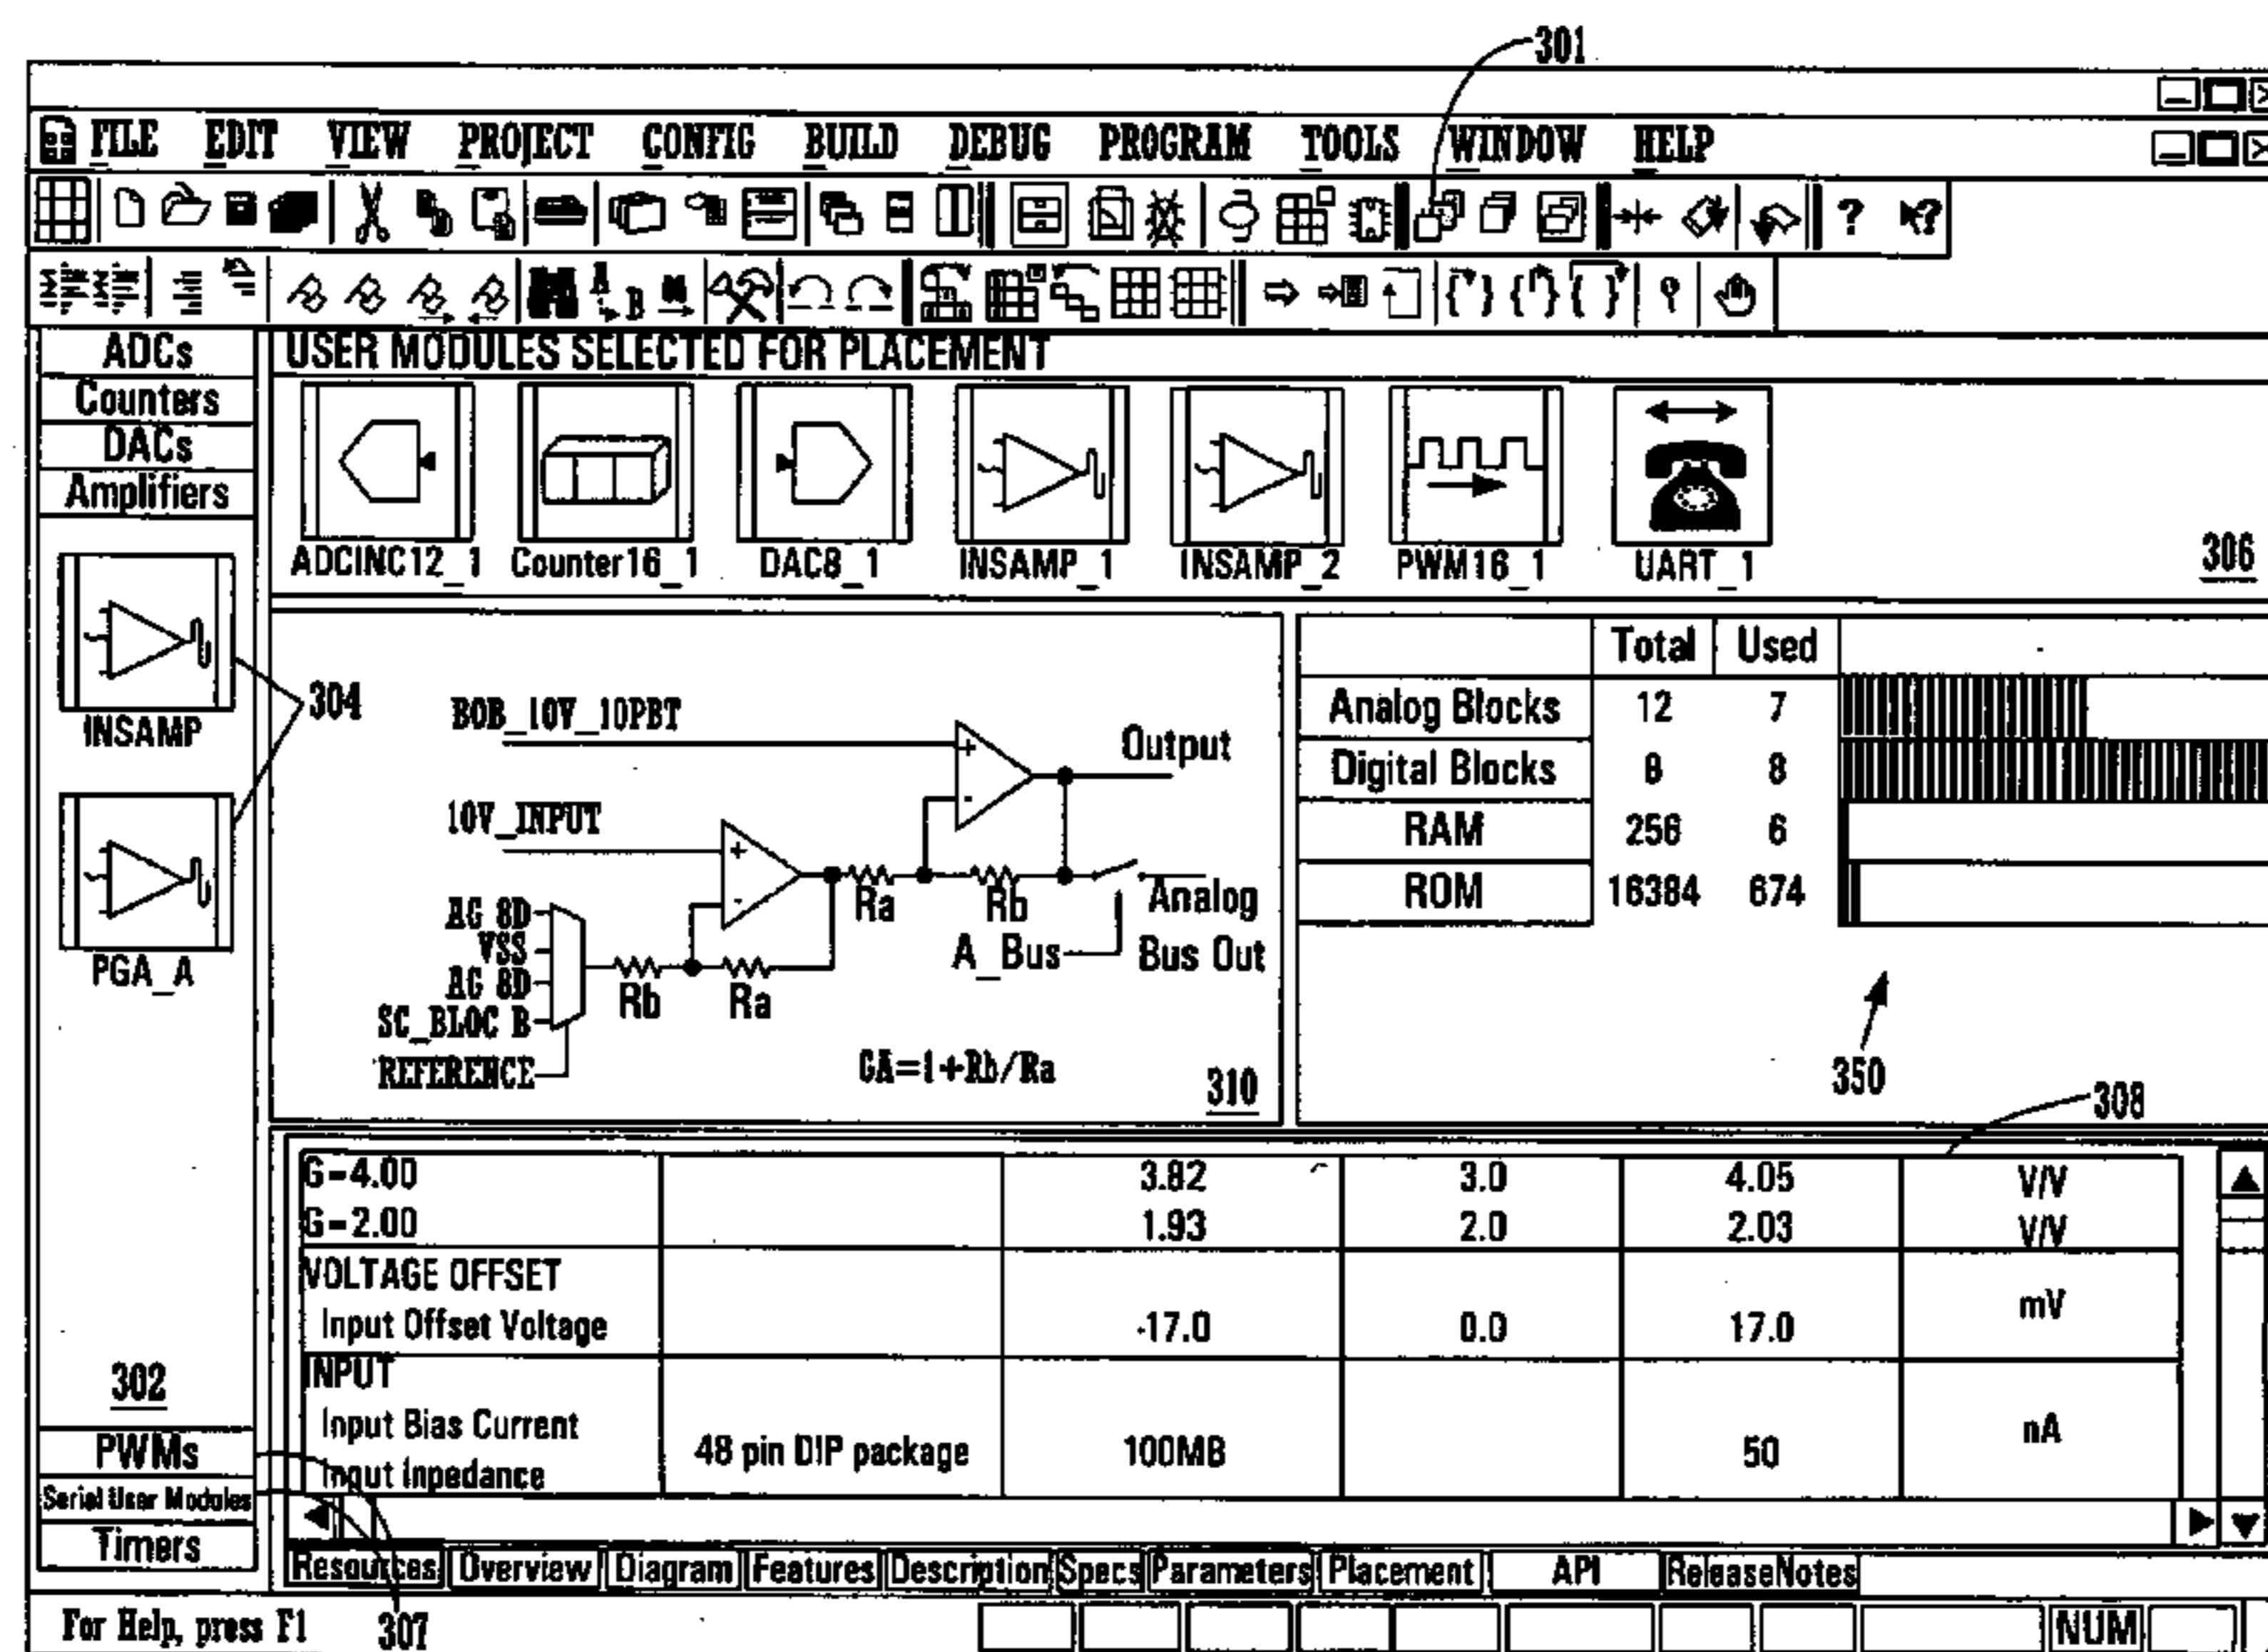 301
FILE EDIT VIEW PROJECT CONFIG BUILD DEBUG PROGRAM TOOLS WINDOW HELP
? ?
A B M
ADCs
Counters
DACs
Amplifiers
INSAMP
PGA_A
304
302
PWMs
Serial User Modules
Timers
307
USER MODULES SELECTED FOR PLACEMENT
ADCINC12_1 Counter16_1 DAC8_1 INSAMP_1 INSAMP_2 PWM16_1 UART_1
306
BOB_10V_10PBT
Output
10V_INPUT
Ra Rb
Analog
Bus Out
A_Bus
AG 8D
VSS
AG 8D
SC_BLOC B
REFERENCE
Rb Ra
GA=1+Rb/Ra
310
Total Used
Analog Blocks 12 7
Digital Blocks 8 8
RAM 256 6
ROM 16384 674
350
308
G-4.00 3.82 3.0 4.05 V/V
G-2.00 1.93 2.0 2.03 V/V
VOLTAGE OFFSET
Input Offset Voltage -17.0 0.0 17.0 mV
INPUT
Input Bias Current nA
48 pin DIP package 100MB 50
Input Inpedance
Resources Overview Diagram Features Description Specs Parameters Placement API ReleaseNotes
For Help, press F1
NUM